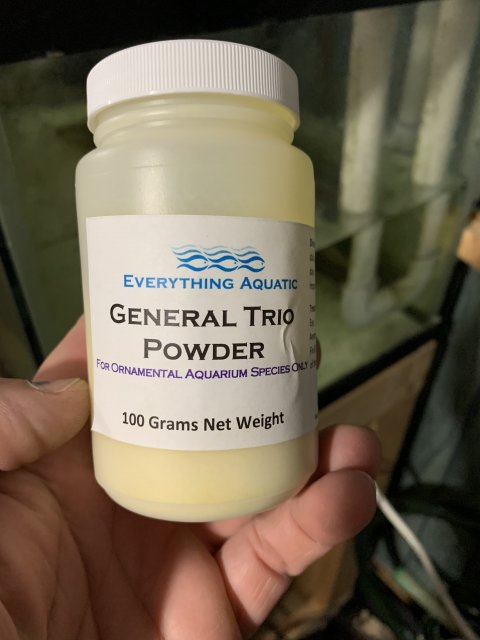 EVERYTHING AQUATIC
GENERAL TRIO
POWDER
FOR ORNAMENTAL AQUARIUM SPECIES ONLY
100 Grams Net Weight